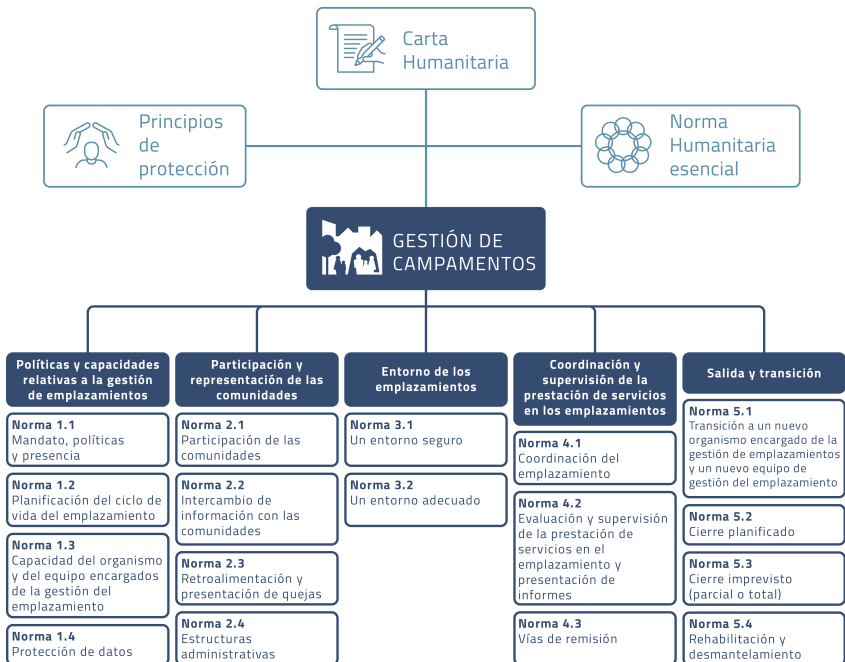 Carta
Humanitaria
Principios
de
protección
Norma
Humanitaria
esencial
GESTIÓN DE
CAMPAMENTOS
Políticas y capacidades
relativas a la gestión
de emplazamientos
Norma 1.1
Mandato, políticas
y presencia
Norma 1.2
Planificación del ciclo de
vida del emplazamiento
Norma 1.3
Capacidad del organismo
y del equipo encargados
de la gestión del
emplazamiento
Norma 1.4
Protección de datos
Participación y
representación de las
comunidades
Norma 2.1
Participación de las
comunidades
Norma 2.2
Intercambio de
información con las
comunidades
Norma 2.3
Retroalimentación y
presentación de quejas
Norma 2.4
Estructuras
administrativas
Entorno de los
emplazamientos
Norma 3.1
Un entorno seguro
Norma 3.2
Un entorno adecuado
Coordinación y
supervisión de la
prestación de servicios
en los emplazamientos
Norma 4.1
Coordinación del
emplazamiento
Norma 4.2
Evaluación y supervisión
de la prestación de
servicios en el
emplazamiento y
presentación de
informes
Norma 4.3
Vías de remisión
Salida y transición
Norma 5.1
Transición a un nuevo
organismo encargado de la
gestión de emplazamientos
y un nuevo equipo de
gestión del emplazamiento
Norma 5.2
Cierre planificado
Norma 5.3
Cierre imprevisto
(parcial o total)
Norma 5.4
Rehabilitación y
desmantelamiento